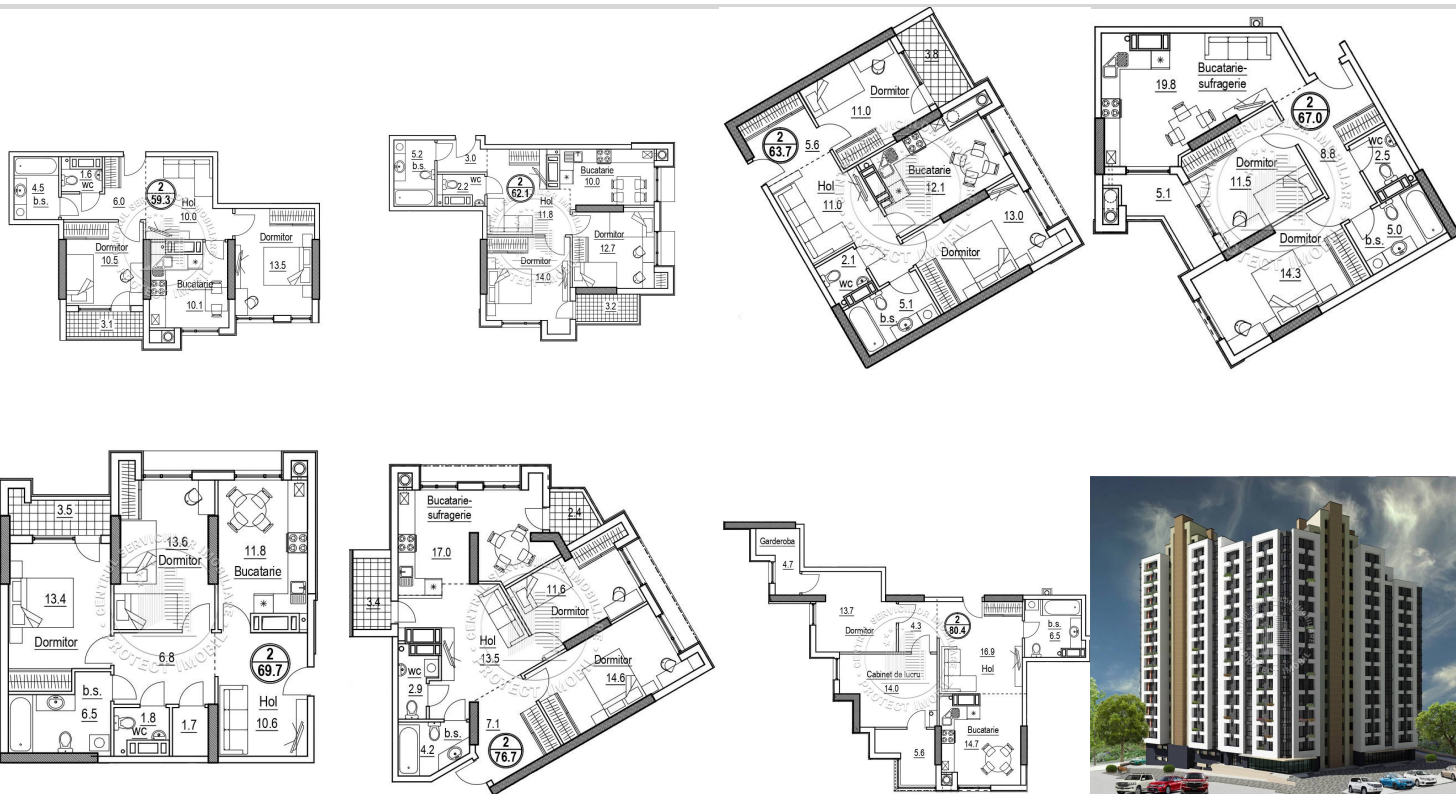 4.5
b.s.
1.6
wc
6.0
2
59.3
Hol
10.0
Dormitor
10.5
Dormitor
13.5
Bucatarie
10.1
3.1
5.2
b.s.
3.0
2.2
wc
2
62.1
Hol
11.8
Bucatarie
10.0
Dormitor
12.7
Dormitor
14.0
3.2
3.8
Dormitor
11.0
2
63.7
5.6
Bucatarie
12.1
Hol
11.0
13.0
Dormitor
2.1
wc
5.1
b.s.
Bucatarie-
sufragerie
19.8
2
67.0
8.8
wc
2.5
Dormitor
11.5
5.1
5.0
b.s.
Dormitor
14.3
3.5
13.6
Dormitor
11.8
Bucatarie
13.4
Dormitor
6.8
2
69.7
b.s.
6.5
1.8
wc
1.7
Hol
10.6
Bucatarie-
sufragerie
17.0
2.4
3.4
11.6
Dormitor
Hol
13.5
Dormitor
14.6
wc
2.9
7.1
b.s.
4.2
2
76.7
Garderoba
4.7
13.7
Dormitor
4.3
2
80.4
b.s.
6.5
16.9
Hol
Cabinet de lucru
14.0
Bucatarie
14.7
5.6
CENTRUL SERVICIILOR IMOBILIARE
PROTECT IMOBIL